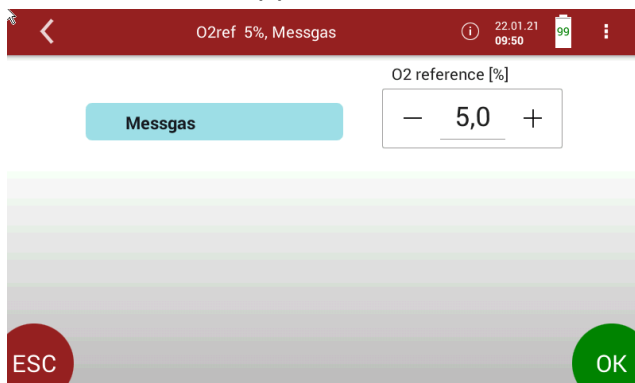 O2ref 5%, Messgas
22.01.21
09:50
99
O2 reference [%]
Messgas
— 5,0 +
ESC
OK